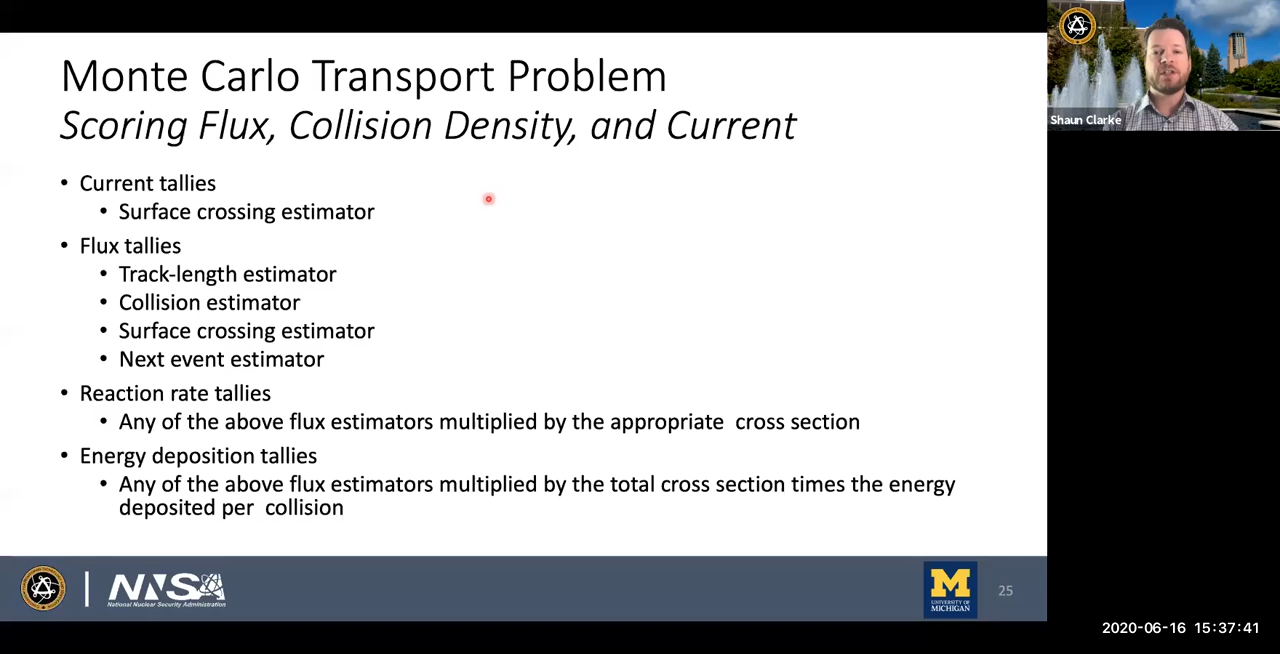 Monte Carlo Transport Problem
Scoring Flux, Collision Density, and Current
• Current tallies
• Surface crossing estimator
• Flux tallies
• Track-length estimator
• Collision estimator
• Surface crossing estimator
• Next event estimator
• Reaction rate tallies
• Any of the above flux estimators multiplied by the appropriate cross section
• Energy deposition tallies
• Any of the above flux estimators multiplied by the total cross section times the energy
deposited per collision
Shaun Clarke
NNSA
National Nuclear Security Administration
M
UNIVERSITY OF
MICHIGAN
25
2020-06-16 15:37:41